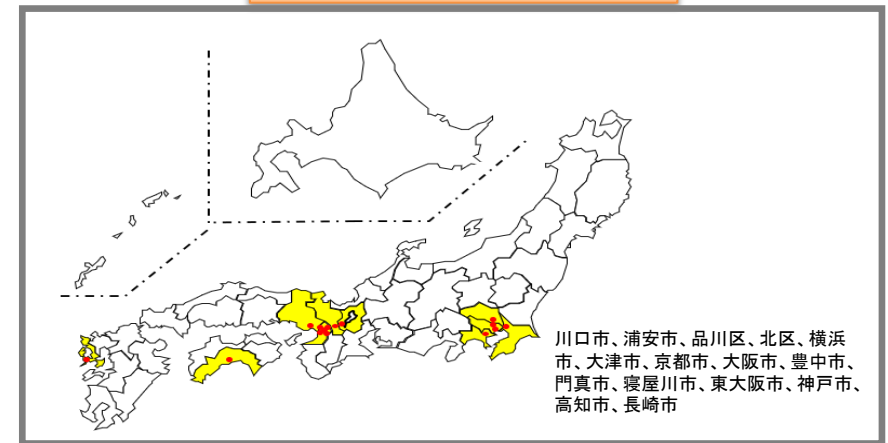 川口市、浦安市、品川区、北区、横浜
市、大津市、京都市、大阪市、豊中市、
門真市、寝屋川市、東大阪市、神戸市、
高知市、長崎市